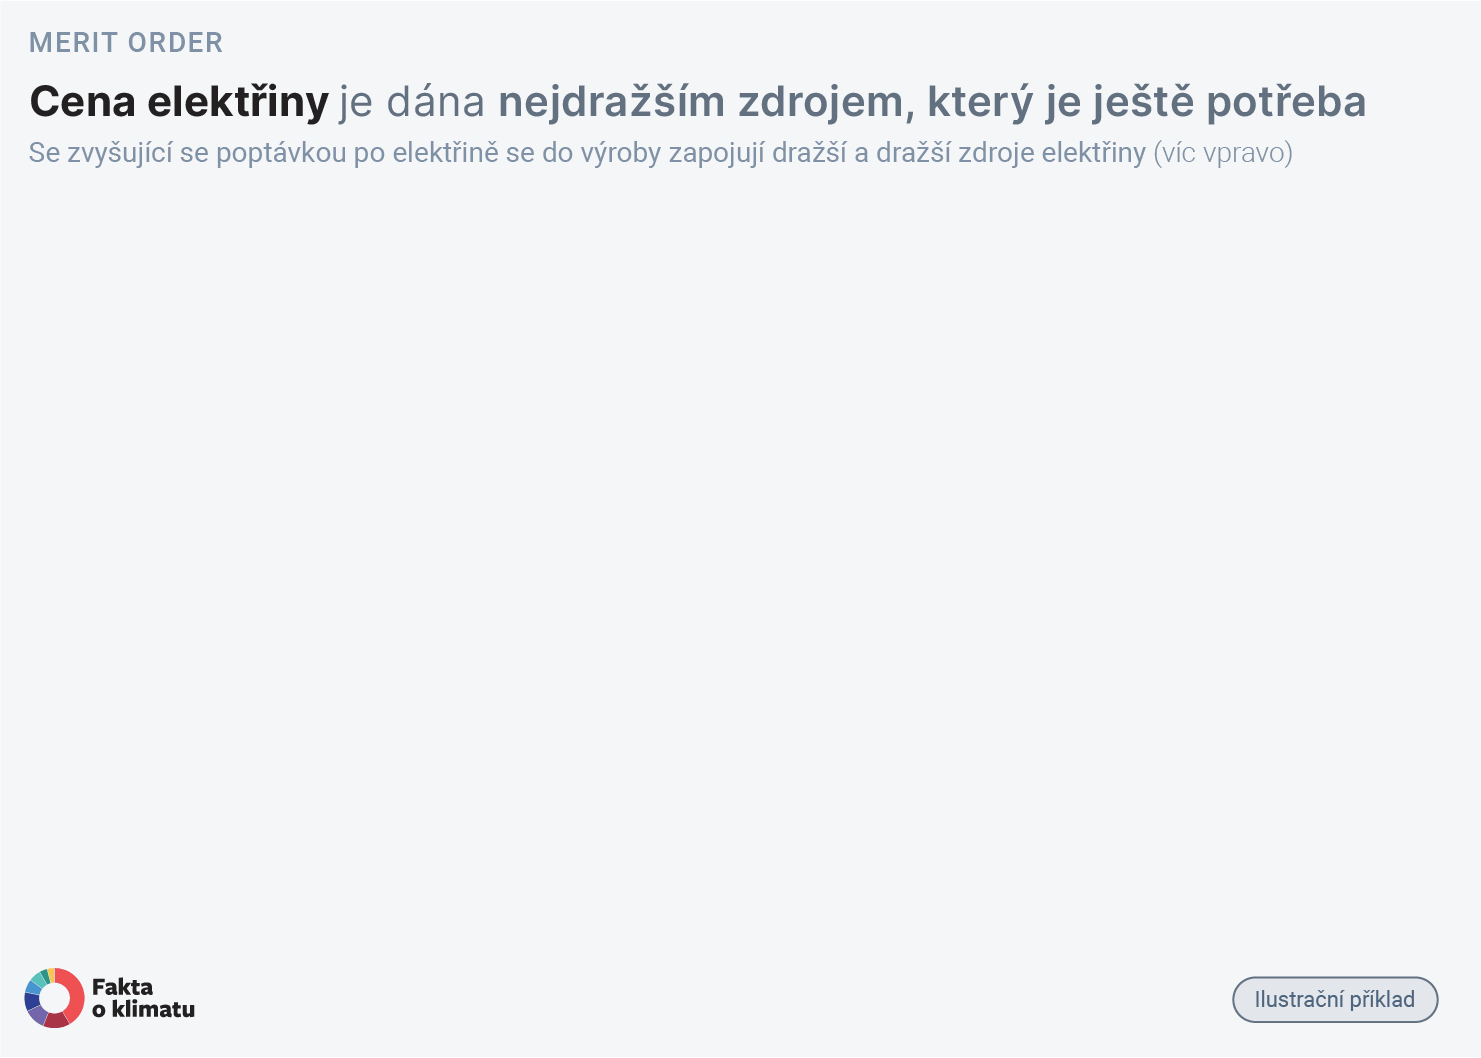 MERIT ORDER
Cena elektřiny je dána nejdražším zdrojem, který je ještě potřeba
Se zvyšující se poptávkou po elektřině se do výroby zapojují dražší a dražší zdroje elektřiny (víc vpravo)
Fakta
o klimatu
Ilustrační příklad